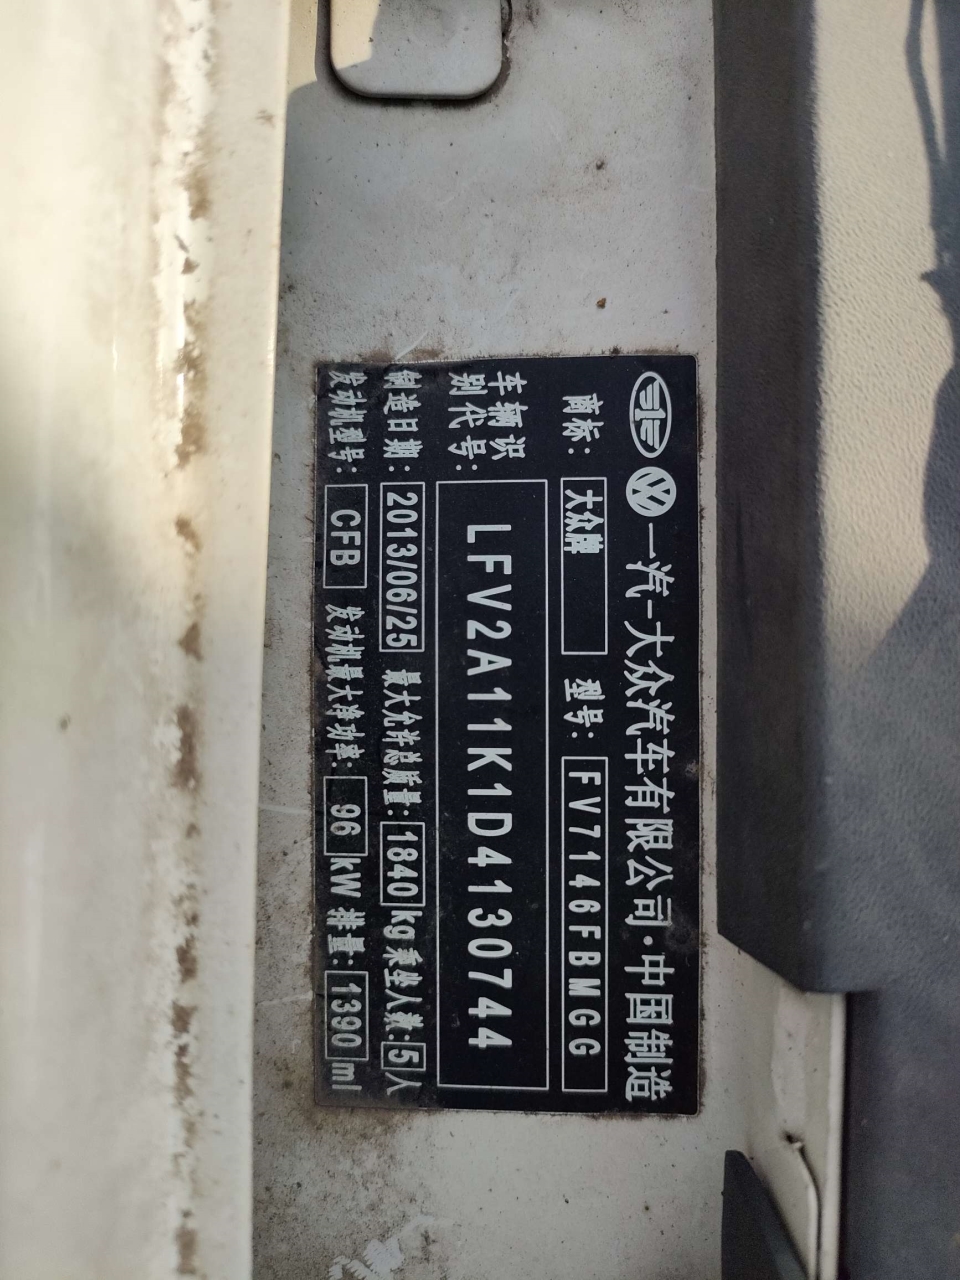 一汽-大众汽车有限公司·中国制造
商标: 大众牌 型号: FV7146FBMGG
车辆识别代号: LFV2A11K1D4130744
制造日期: 2013/06/25 最大允许总质量: 1840 kg 乘坐人数: 5 人
发动机型号: CFB 发动机最大净功率: 96 kW 排量: 1390 ml